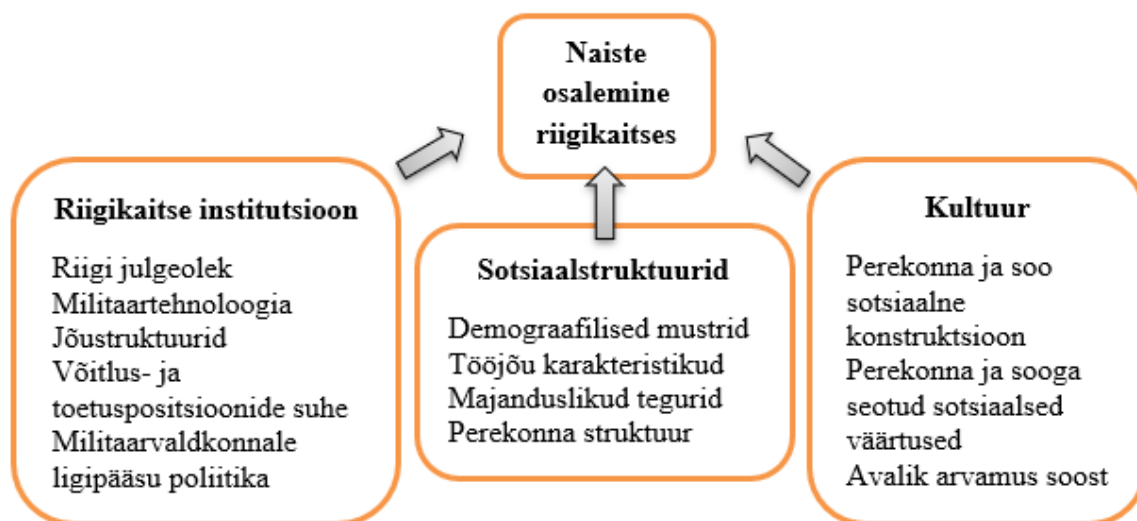 Naiste
osalemine
riigikaitses
Riigikaitse institutsioon
Riigi julgeolek
Militaartehnoloogia
Jõustruktuurid
Võitlus- ja
toetuspositsioonide suhe
Militaarvaldkonnale
ligipääsu poliitika
Sotsiaalstruktuurid
Demograafilised mustrid
Tööjõu karakteristikud
Majanduslikud tegurid
Perekonna struktuur
Kultuur
Perekonna ja soo
sotsiaalne
konstruktsioon
Perekonna ja sooga
seotud sotsiaalsed
väärtused
Avalik arvamus soost